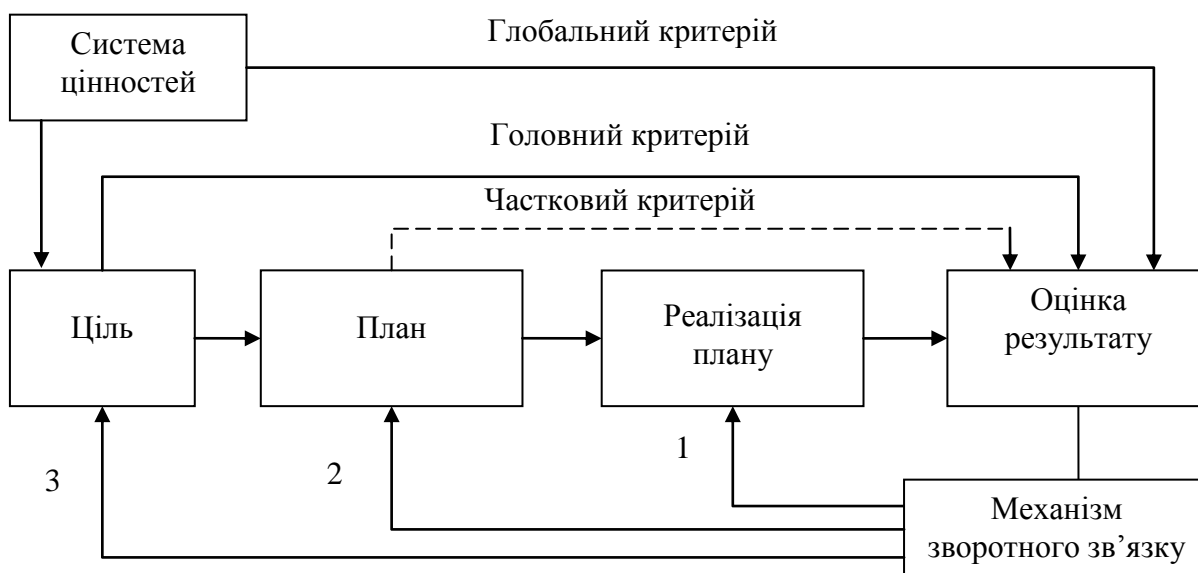 Система
цінностей
Глобальний критерій
Головний критерій
Частковий критерій
Ціль
План
Реалізація
плану
Оцінка
результату
3
2
1
Механізм
зворотного зв’язку